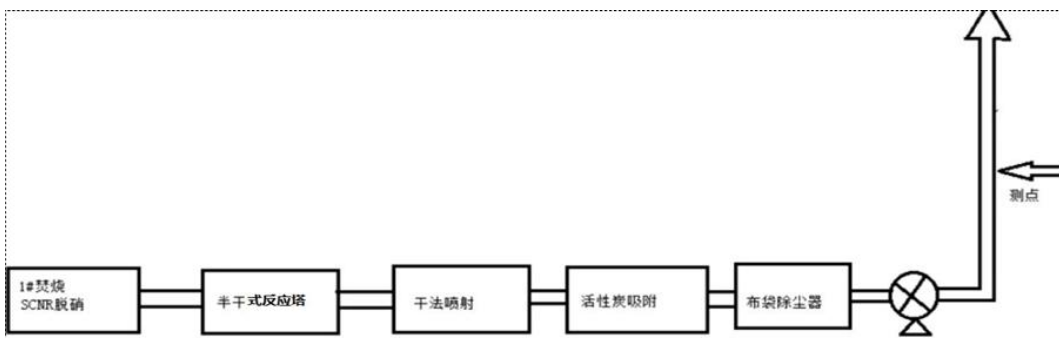 测点
1#焚烧
SCNR脱硝
半干式反应塔
干法喷射
活性炭吸附
布袋除尘器